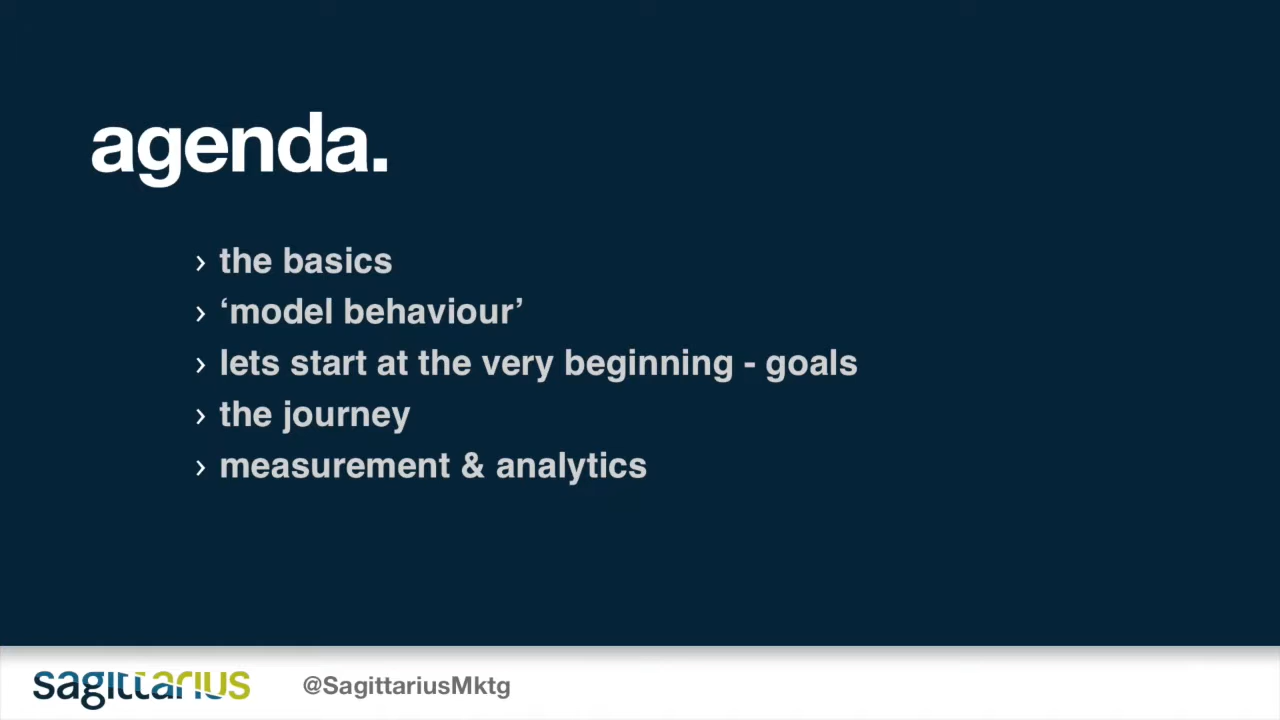 agenda.
› the basics
› ‘model behaviour’
› lets start at the very beginning - goals
› the journey
› measurement & analytics
sagittarius @SagittariusMktg